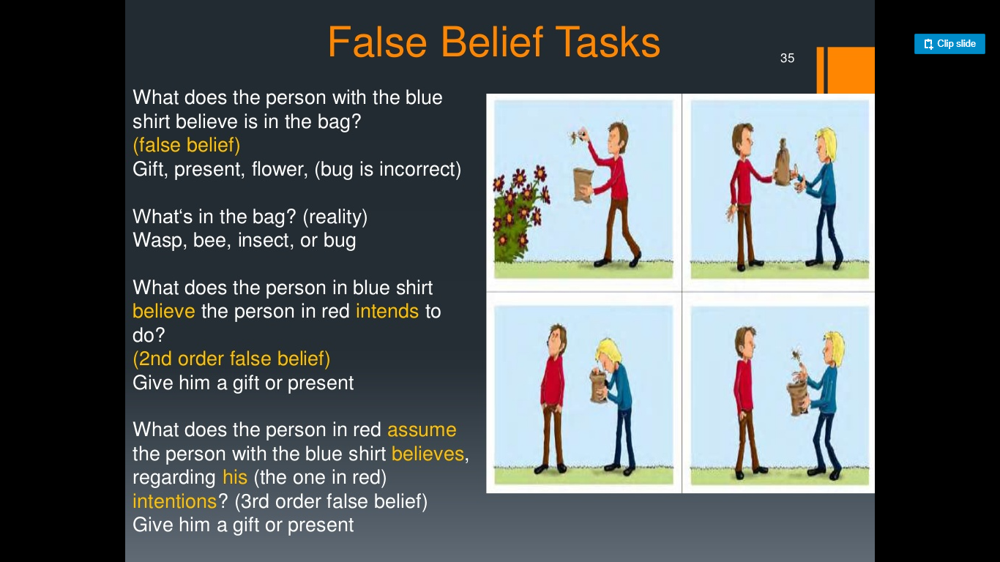 False Belief Tasks
35
Clip slide
What does the person with the blue
shirt believe is in the bag?
(false belief)
Gift, present, flower, (bug is incorrect)
What‘s in the bag? (reality)
Wasp, bee, insect, or bug
What does the person in blue shirt
believe the person in red intends to
do?
(2nd order false belief)
Give him a gift or present
What does the person in red assume
the person with the blue shirt believes,
regarding his (the one in red)
intentions? (3rd order false belief)
Give him a gift or present